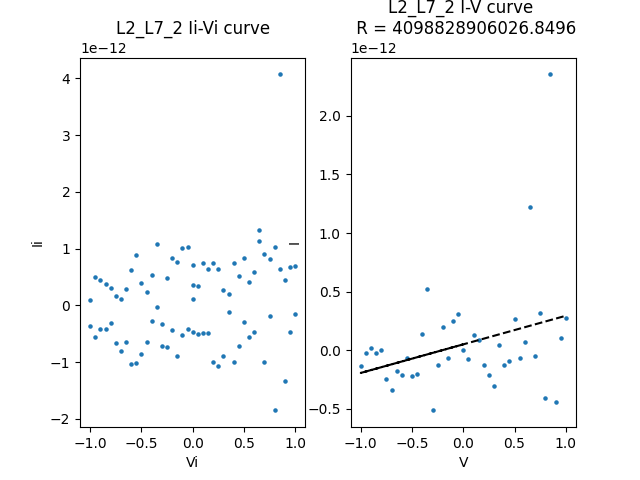 L2_L7_2 Ii-Vi curve
1e−12
4
3
2
1
0
−1
−2
Ii
−1.0 −0.5 0.0 0.5 1.0
Vi
L2_L7_2 I-V curve
R = 4098828906026.8496
1e−12
2.0
1.5
1.0
0.5
0.0
−0.5
I
−1.0 −0.5 0.0 0.5 1.0
V